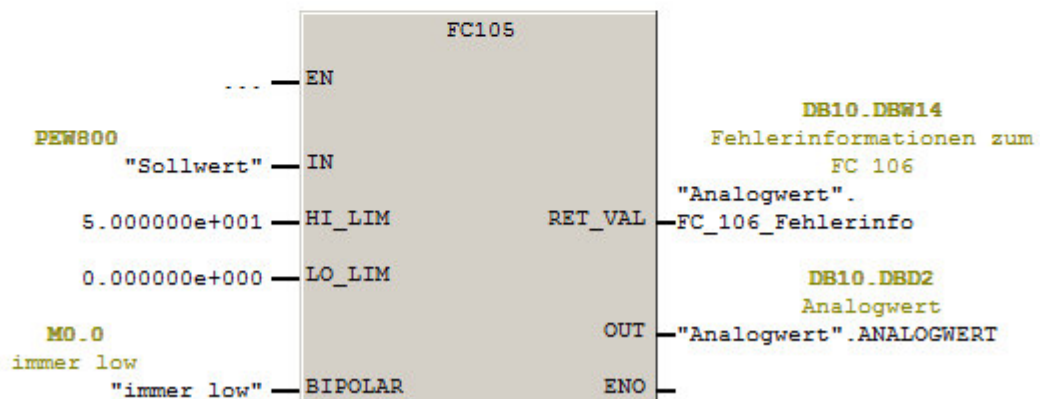 FC105
... EN
PEW800
"Sollwert" IN
5.000000e+001 HI_LIM
0.000000e+000 LO_LIM
M0.0
immer low
"immer low" BIPOLAR
DB10.DBW14
Fehlerinformationen zum
FC 106
"Analogwert".
RET_VAL FC_106_Fehlerinfo
DB10.DBD2
Analogwert
OUT "Analogwert".ANALOGWERT
ENO